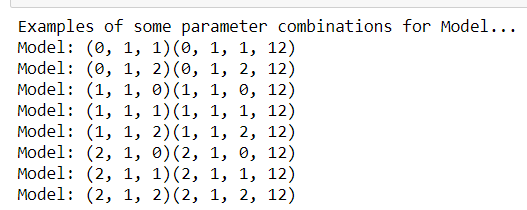 Examples of some parameter combinations for Model...
Model: (0, 1, 1)(0, 1, 1, 12)
Model: (0, 1, 2)(0, 1, 2, 12)
Model: (1, 1, 0)(1, 1, 0, 12)
Model: (1, 1, 1)(1, 1, 1, 12)
Model: (1, 1, 2)(1, 1, 2, 12)
Model: (2, 1, 0)(2, 1, 0, 12)
Model: (2, 1, 1)(2, 1, 1, 12)
Model: (2, 1, 2)(2, 1, 2, 12)